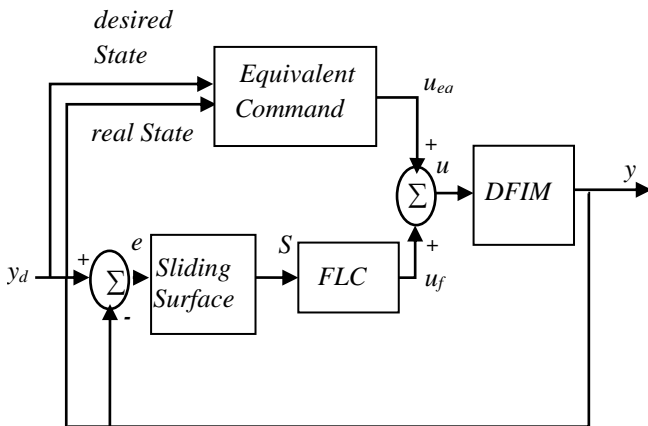 desired
State
Equivalent
Command
u_ea
real State
+
u
Σ
DFIM
y
+
e
S
+
y_d
Σ
Sliding
Surface
FLC
u_f
-